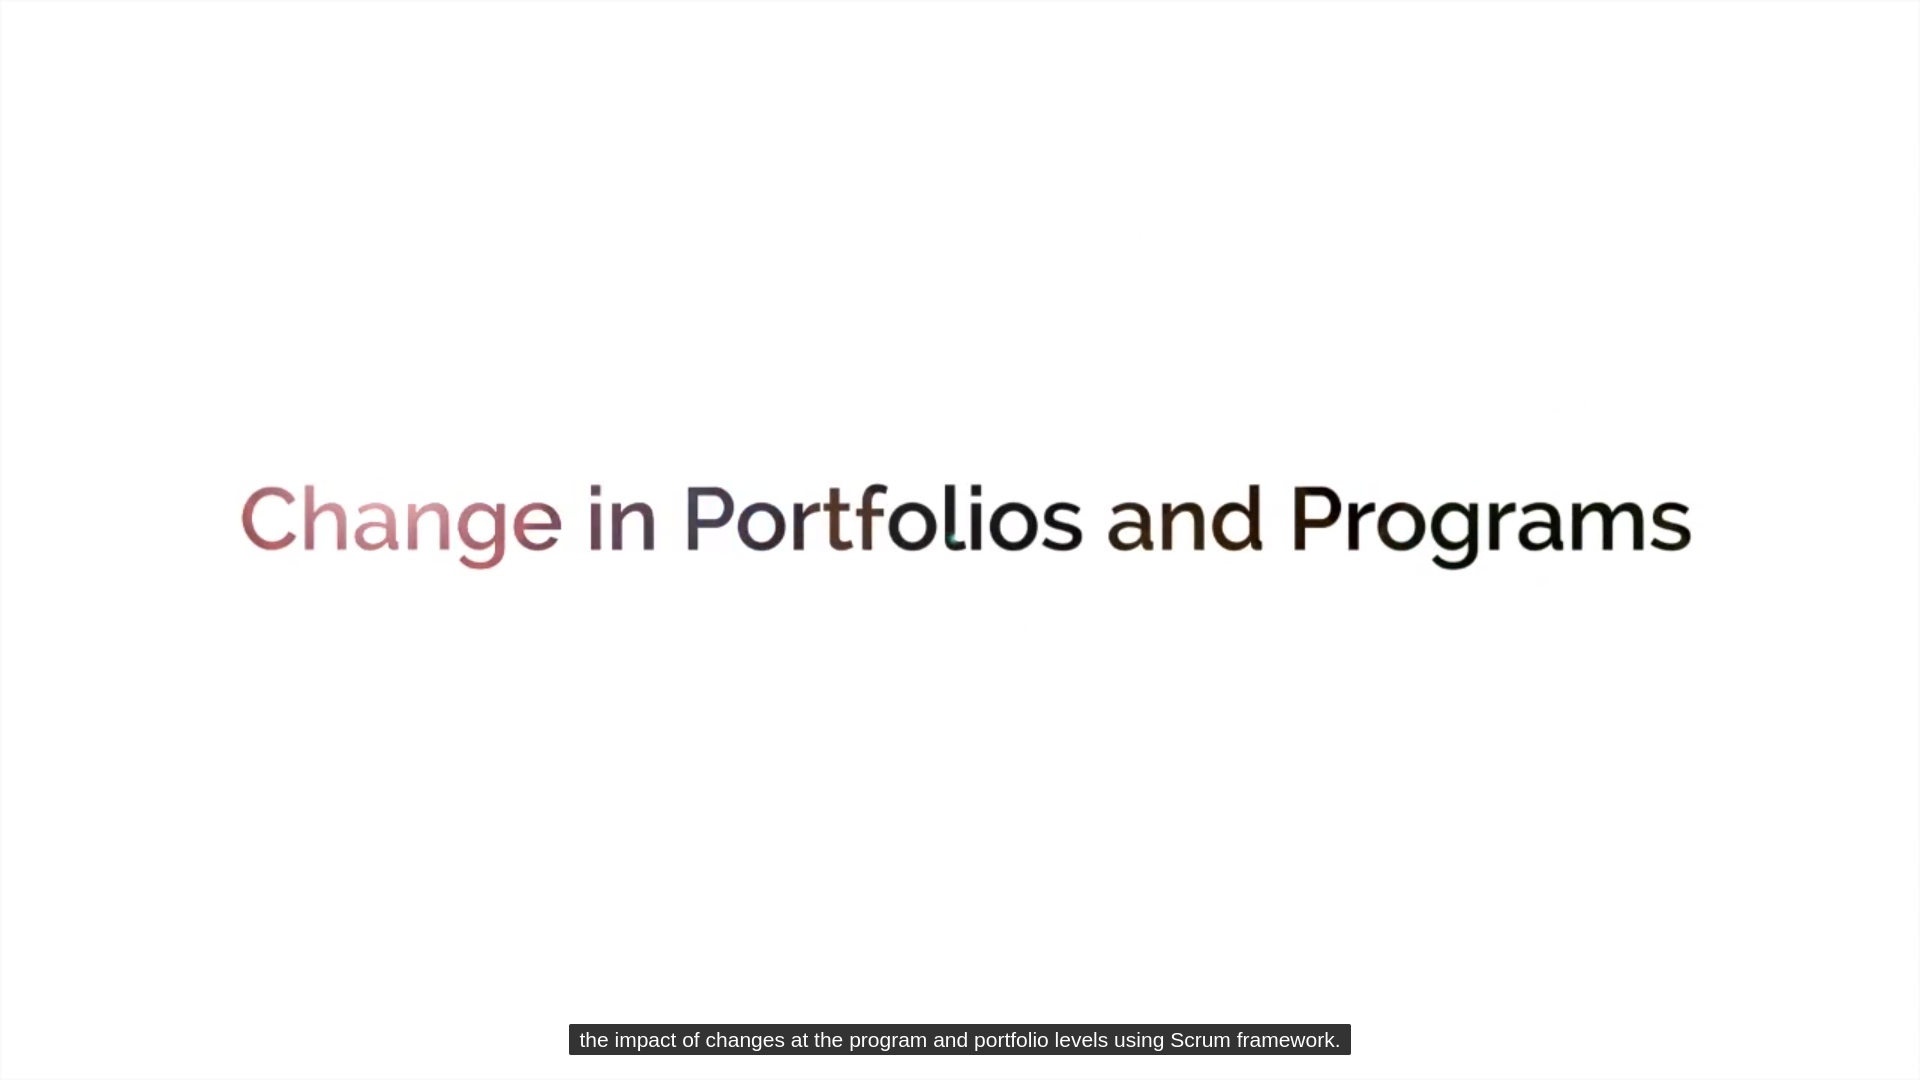 Change in Portfolios and Programs
the impact of changes at the program and portfolio levels using Scrum framework.